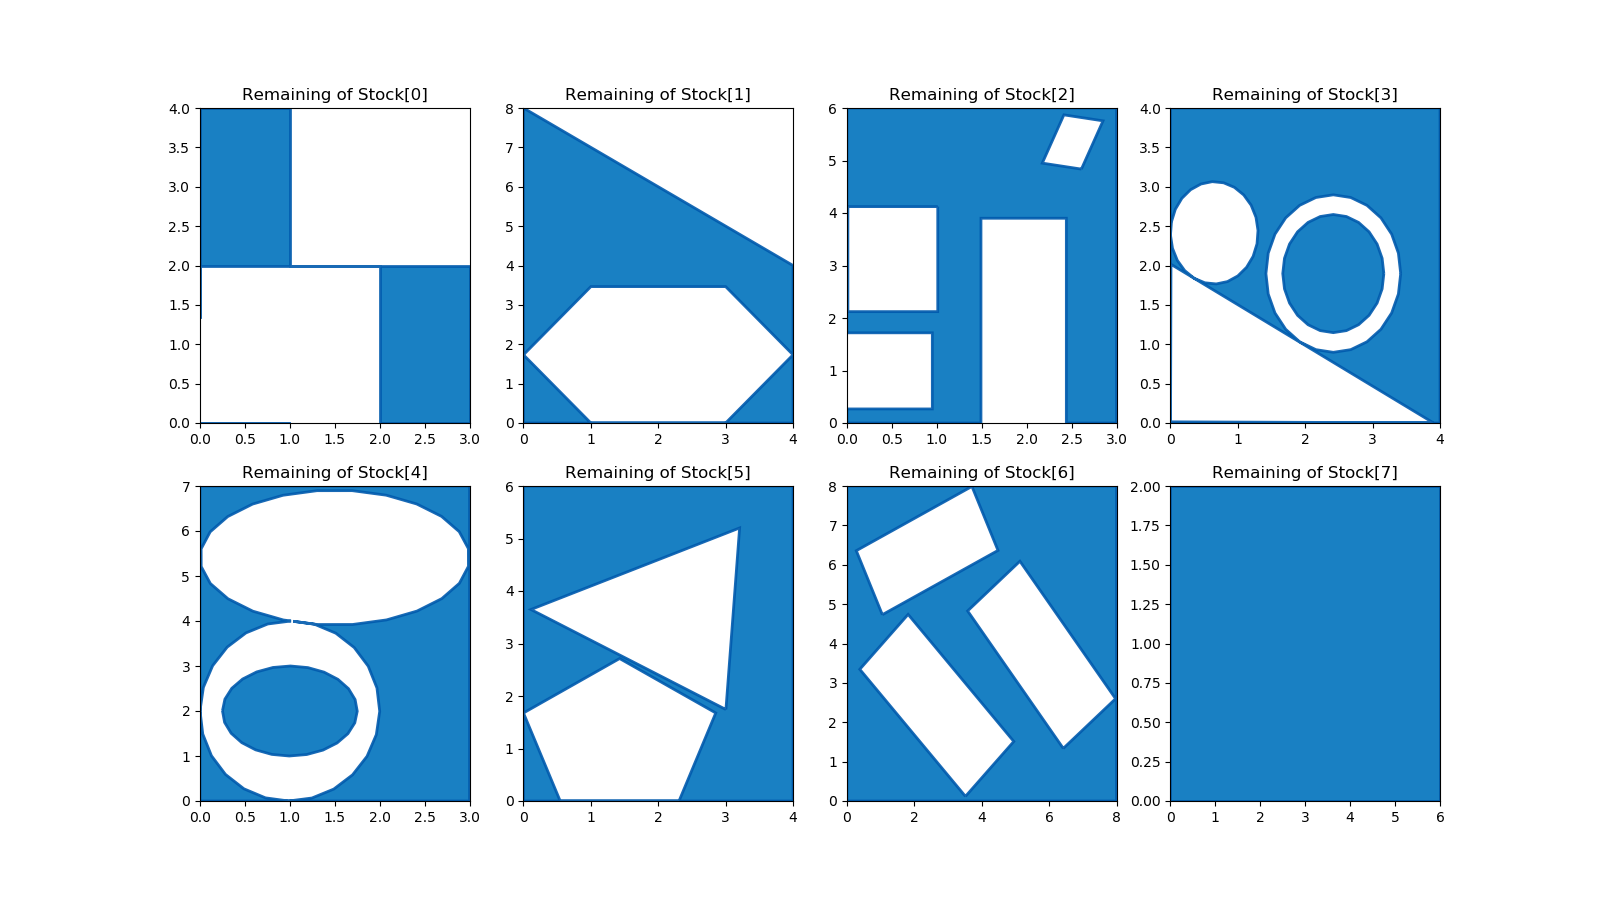 Remaining of Stock[0] Remaining of Stock[1] Remaining of Stock[2] Remaining of Stock[3]
4.0 8 6 4.0
3.5 7 3.5
5
3.0 6 3.0
2.5 5 4 2.5
2.0 4 3 2.0
1.5 3 1.5
2
1.0 2 1.0
0.5 1 1 0.5
0.0 0 0 0.0
0.0 0.5 1.0 1.5 2.0 2.5 3.0 0 1 2 3 4 0.0 0.5 1.0 1.5 2.0 2.5 3.0 0 1 2 3 4
Remaining of Stock[4] Remaining of Stock[5] Remaining of Stock[6] Remaining of Stock[7]
7 6 8 2.00
6 5 7 1.75
5 4 6 1.50
5 1.25
4 3 4 1.00
3 3 0.75
2 2 2 0.50
1 1 1 0.25
0 0 0 0.00
0.0 0.5 1.0 1.5 2.0 2.5 3.0 0 1 2 3 4 0 2 4 6 8 0 1 2 3 4 5 6